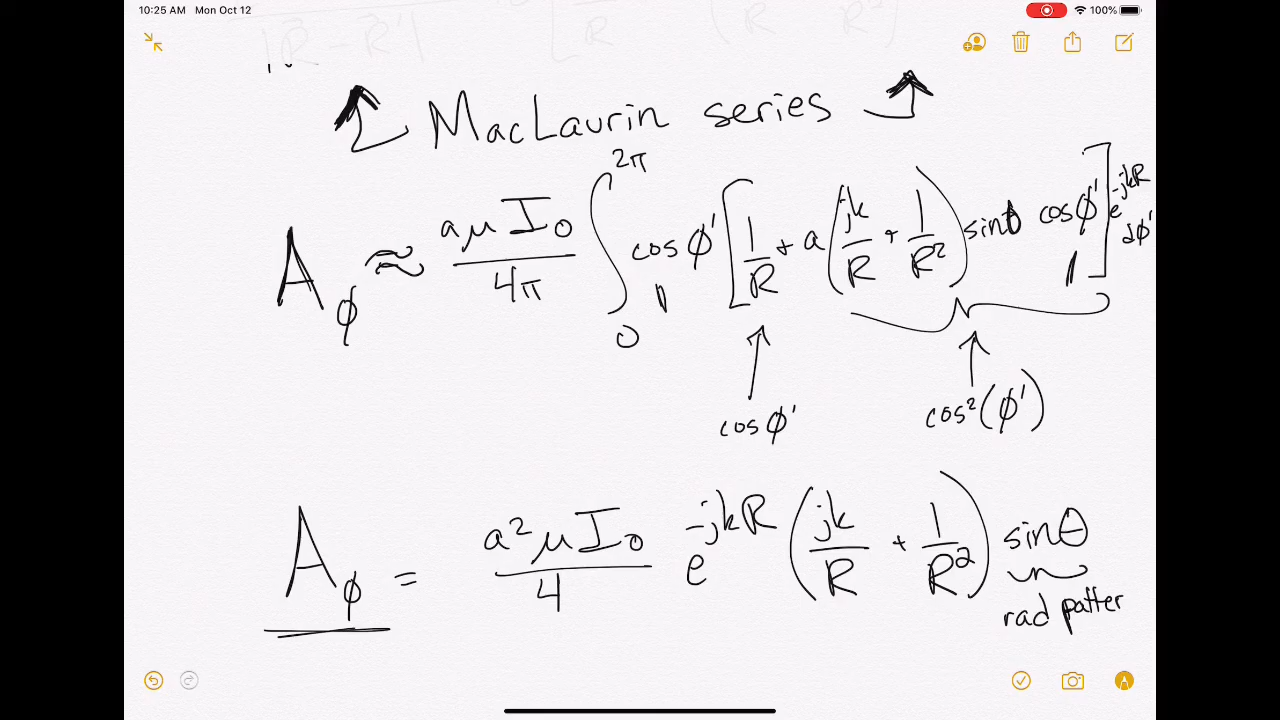 10:25 AM Mon Oct 12 100%
MacLaurin series
A_ϕ ≈ aμI₀/4π ∫₀^2π cos ϕ' [1/R + a(jk/R + 1/R²) sinθ cosϕ'] e^-jkR dϕ'
cos ϕ' cos²(ϕ')
A_ϕ = a²μI₀/4 e^-jkR (jk/R + 1/R²) sinθ
rad patter